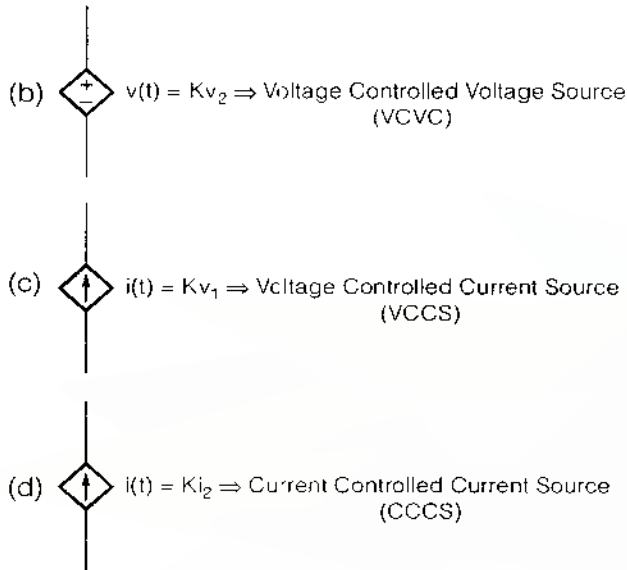 (b) + − v(t) = Kv₂ ⇒ Voltage Controlled Voltage Source
(VCVC)
(c) i(t) = Kv₁ ⇒ Voltage Controlled Current Source
(VCCS)
(d) i(t) = Ki₂ ⇒ Current Controlled Current Source
(CCCS)